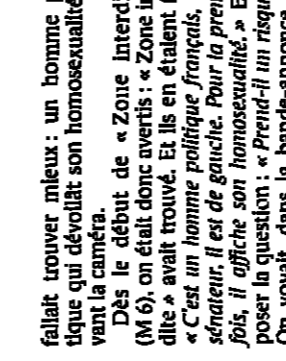 fallait trouver mieux : un homme
tique qui dévoilât son homosexualité
vant la caméra.
Dès le début de « Zone Interdi
(M 6), on était donc avertis : « Zone in
dite » avait trouvé. Et ils en étaient f
« C'est un homme politique français,
sénateur, il est de gauche. Pour la prem
fois, il affiche son homosexualité. » E
poser la question : « Prend-il un risque
On voyait, dans la bande-annonce